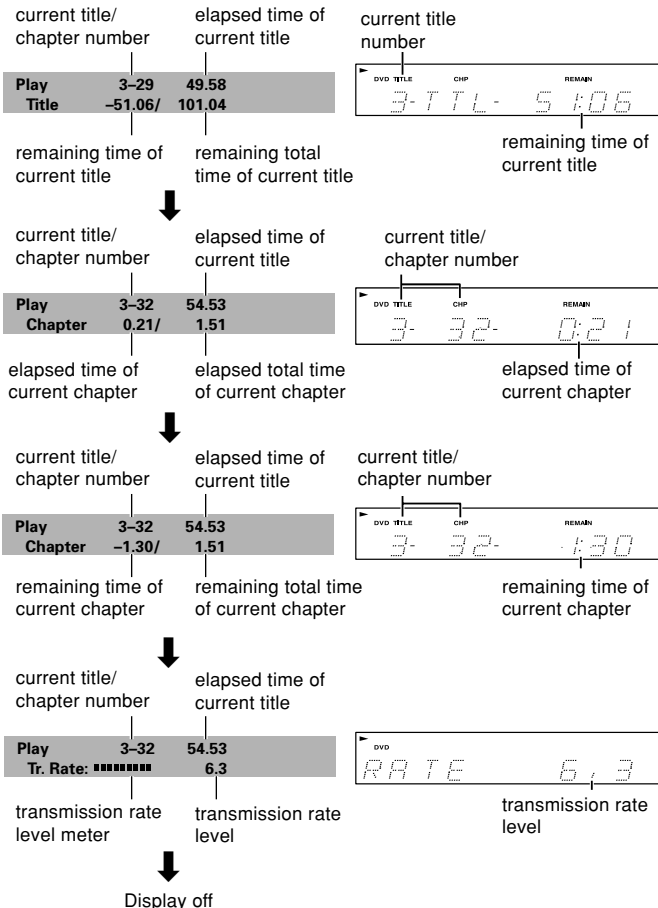 current title/
chapter number
elapsed time of
current title
current title
number
Play 3–29 49.58
Title –51.06/ 101.04
DVD TITLE CHP REMAIN
3-TTL- 51:06
remaining time of
current title
remaining total
time of current title
remaining time of
current title
current title/
chapter number
elapsed time of
current title
current title/
chapter number
Play 3–32 54.53
Chapter 0.21/ 1.51
DVD TITLE CHP REMAIN
3- 32- 0:21
elapsed time of
current chapter
elapsed total time
of current chapter
elapsed time of
current chapter
current title/
chapter number
elapsed time of
current title
current title/
chapter number
Play 3–32 54.53
Chapter –1.30/ 1.51
DVD TITLE CHP REMAIN
3- 32- -1:30
remaining time of
current chapter
remaining total time
of current chapter
remaining time of
current chapter
current title/
chapter number
elapsed time of
current title
Play 3–32 54.53
Tr. Rate: 6.3
DVD
RATE 6,3
transmission rate
level meter
transmission rate
level
transmission rate
level
Display off